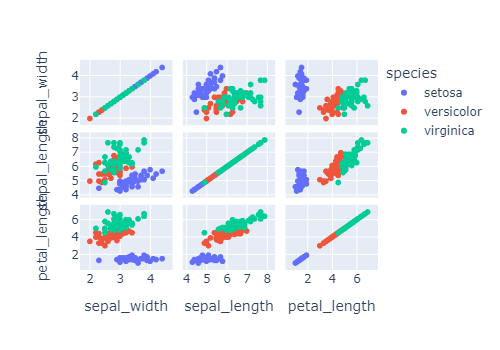 sepal_width
sepal_length
petal_length
4
3
2
8
7
6
5
4
6
4
2
2
3
4
4
5
6
7
8
2
4
6
sepal_width
sepal_length
petal_length
species
setosa
versicolor
virginica